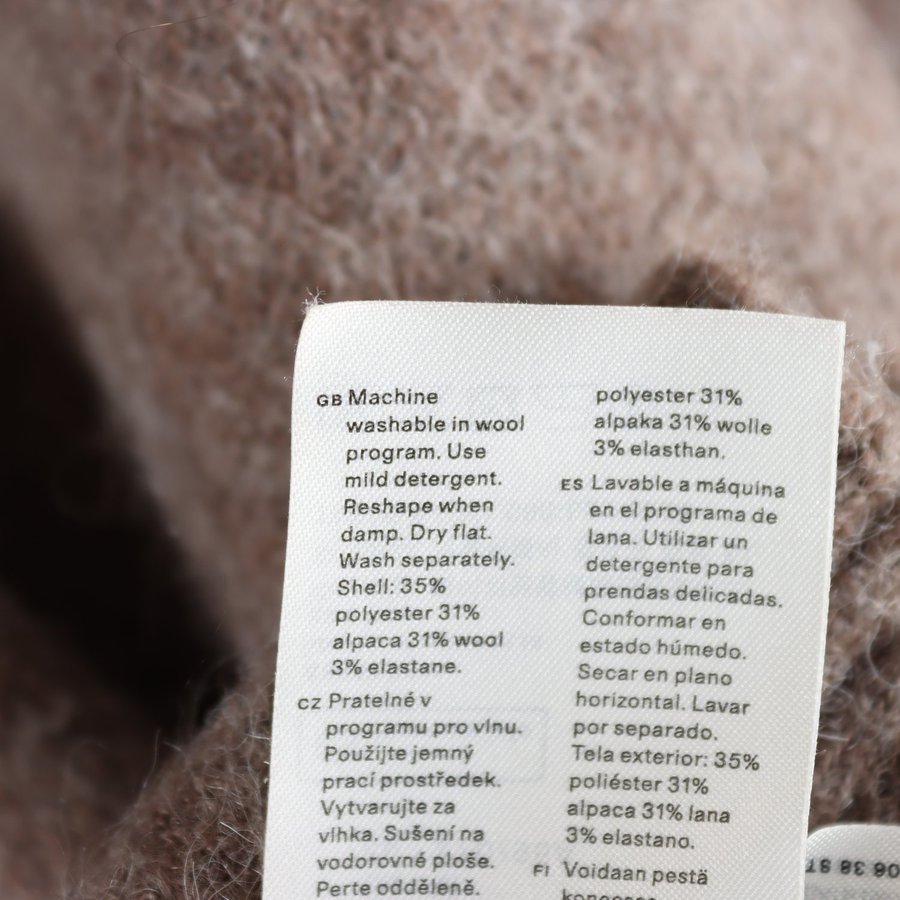 GB Machine
washable in wool
program. Use
mild detergent.
Reshape when
damp. Dry flat.
Wash separately.
Shell: 35%
polyester 31%
alpaca 31% wool
3% elastane.
CZ Pratelné v
programu pro vlnu.
Použijte jemný
prací prostředek.
Vytvarujte za
vlhka. Sušení na
vodorovné ploše.
Perte odděleně.
polyester 31%
alpaka 31% wolle
3% elasthan.
ES Lavable a máquina
en el programa de
lana. Utilizar un
detergente para
prendas delicadas.
Conformar en
estado húmedo.
Secar en plano
horizontal. Lavar
por separado.
Tela exterior: 35%
poliéster 31%
alpaca 31% lana
3% elastano.
FI Voidaan pestä